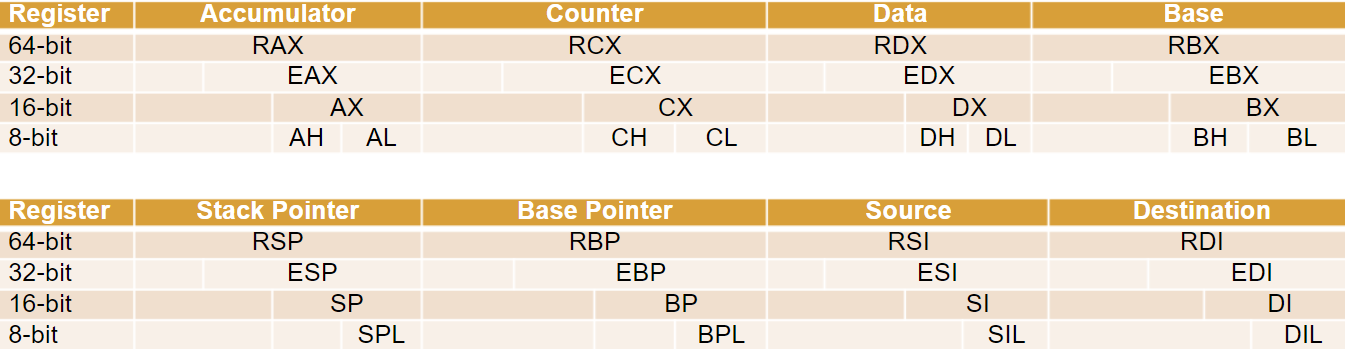 Register Accumulator Counter Data Base
64-bit RAX RCX RDX RBX
32-bit EAX ECX EDX EBX
16-bit AX CX DX BX
8-bit AH AL CH CL DH DL BH BL
Register Stack Pointer Base Pointer Source Destination
64-bit RSP RBP RSI RDI
32-bit ESP EBP ESI EDI
16-bit SP BP SI DI
8-bit SPL BPL SIL DIL